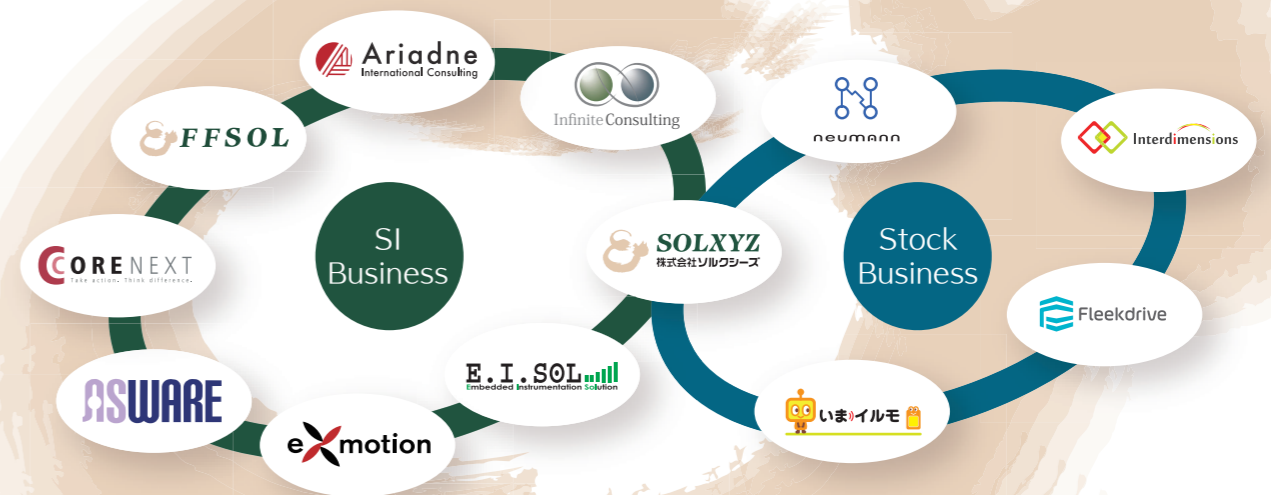 Ariadne
International Consulting
Infinite Consulting
neumann
Interdimensions
FFSOL
SI
Business
SOLXYZ
株式会社ソルクシーズ
Stock
Business
CORENEXT
Take action. Think difference.
Fleekdrive
E.I.SOL
Embedded Instrumentation Solution
ASWARE
いま イルモ
eXmotion